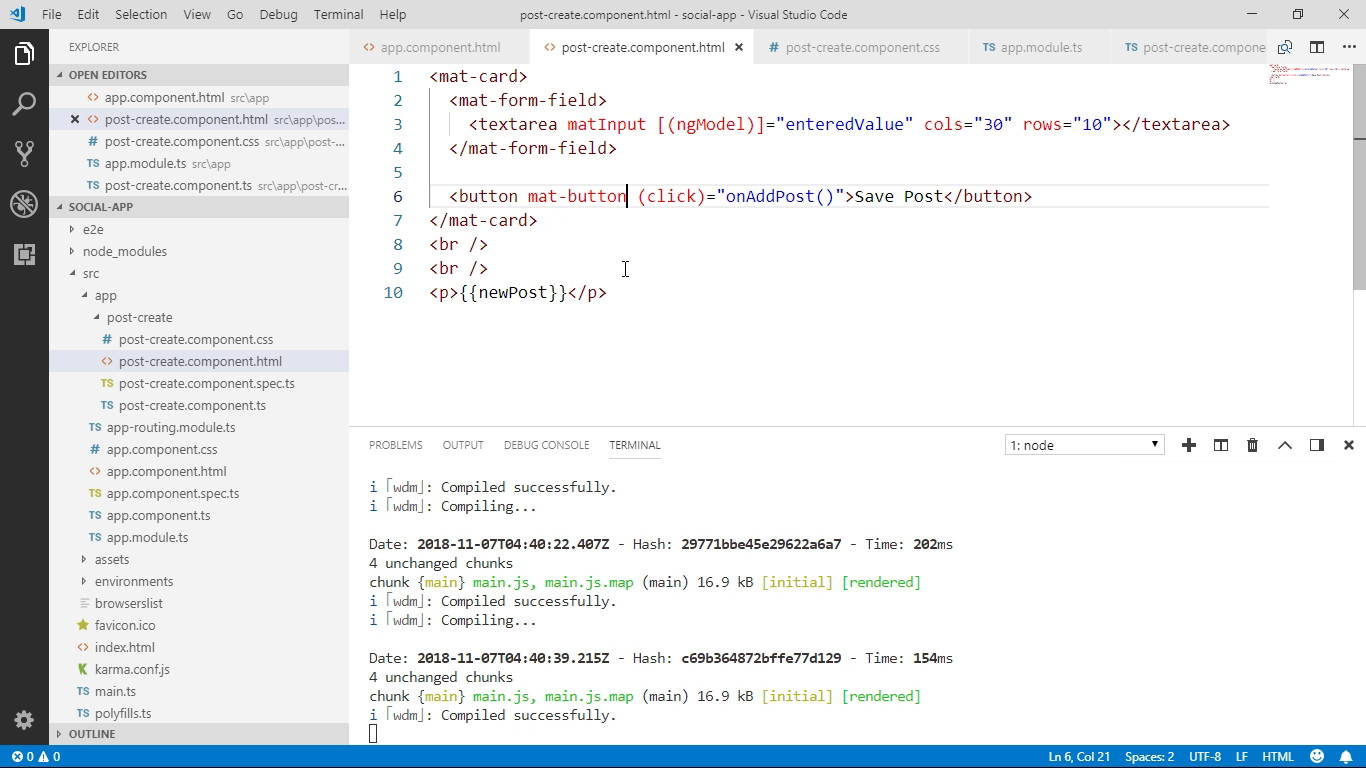 File Edit Selection View Go Debug Terminal Help post-create.component.html - social-app - Visual Studio Code
EXPLORER
OPEN EDITORS
app.component.html src\app
post-create.component.html src\app\pos...
post-create.component.css src\app\post-...
TS app.module.ts src\app
TS post-create.component.ts src\app\post-cr...
SOCIAL-APP
e2e
node_modules
src
app
post-create
# post-create.component.css
<> post-create.component.html
TS post-create.component.spec.ts
TS post-create.component.ts
TS app-routing.module.ts
# app.component.css
<> app.component.html
TS app.component.spec.ts
TS app.component.ts
TS app.module.ts
assets
environments
browserslist
favicon.ico
<> index.html
karma.conf.js
TS main.ts
TS polyfills.ts
OUTLINE
<> app.component.html <> post-create.component.html # post-create.component.css TS app.module.ts TS post-create.compone
1 <mat-card>
2 <mat-form-field>
3 <textarea matInput [(ngModel)]="enteredValue" cols="30" rows="10"></textarea>
4 </mat-form-field>
5
6 <button mat-button (click)="onAddPost()">Save Post</button>
7 </mat-card>
8 <br />
9 <br />
10 <p>{{newPost}}</p>
PROBLEMS OUTPUT DEBUG CONSOLE TERMINAL 1: node
i ｢wdm｣: Compiled successfully.
i ｢wdm｣: Compiling...
Date: 2018-11-07T04:40:22.407Z - Hash: 29771bbe45e29622a6a7 - Time: 202ms
4 unchanged chunks
chunk {main} main.js, main.js.map (main) 16.9 kB [initial] [rendered]
i ｢wdm｣: Compiled successfully.
i ｢wdm｣: Compiling...
Date: 2018-11-07T04:40:39.215Z - Hash: c69b364872bffe77d129 - Time: 154ms
4 unchanged chunks
chunk {main} main.js, main.js.map (main) 16.9 kB [initial] [rendered]
i ｢wdm｣: Compiled successfully.
0 0 Ln 6, Col 21 Spaces: 2 UTF-8 LF HTML